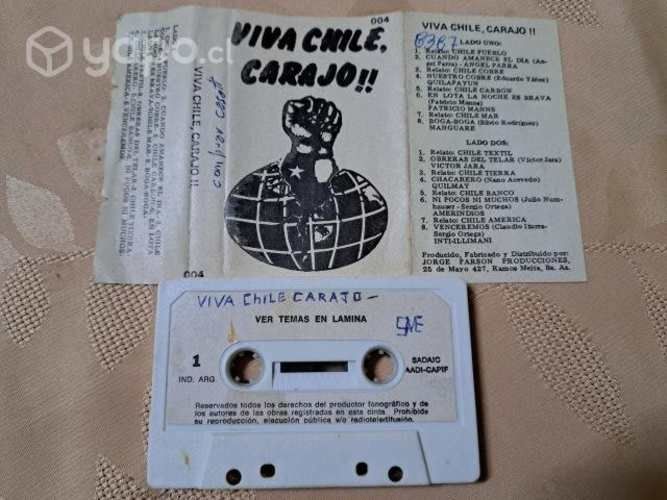 yapo.cl
004
VIVA CHILE,
CARAJO!!
VIVA CHILE, CARAJO!!
004
VIVA CHILE, CARAJO !!
8387
LADO UNO:
1. Relato: CHILE PUEBLO
2. CUANDO AMANECE EL DIA (An-
gel Parra) - ANGEL PARRA
3. Relato: CHILE COBRE
4. NUESTRO COBRE (Eduardo Yáñez)
QUILAPAYUN
5. Relato: CHILE CARBON
6. EN LOTA LA NOCHE ES BRAVA
(Patricio Manns)
PATRICIO MANNS
7. Relato: CHILE MAR
8. BOGA-BOGA (Silvio Rodríguez)
MANGUARE
LADO DOS:
1. Relato: CHILE TEXTIL
2. OBRERAS DEL TELAR (Víctor Jara)
VICTOR JARA
3. Relato: CHILE TIERRA
4. CHACARERO (Nano Acevedo)
QUILMAY
5. Relato: CHILE BANCO
6. NI POCOS NI MUCHOS (Julio Num-
hauser - Sergio Ortega)
AMERINDIOS
7. Relato: CHILE AMERICA
8. VENCEREMOS (Claudio Iturra-
Sergio Ortega)
INTI-ILLIMANI
Producido, Fabricado y Distribuido por:
JORGE PARSON PRODUCCIONES,
25 de Mayo 427, Ramos Mejía, Bs. As.
VIVA CHILE CARAJO-
VER TEMAS EN LAMINA
1
IND. ARG.
SADAIC
AADI-CAPIF
Reservados todos los derechos del productor fonográfico y de
los autores de las obras registradas en esta cinta. Prohibida
su reproducción, ejecución pública y/o radioteledifusión.